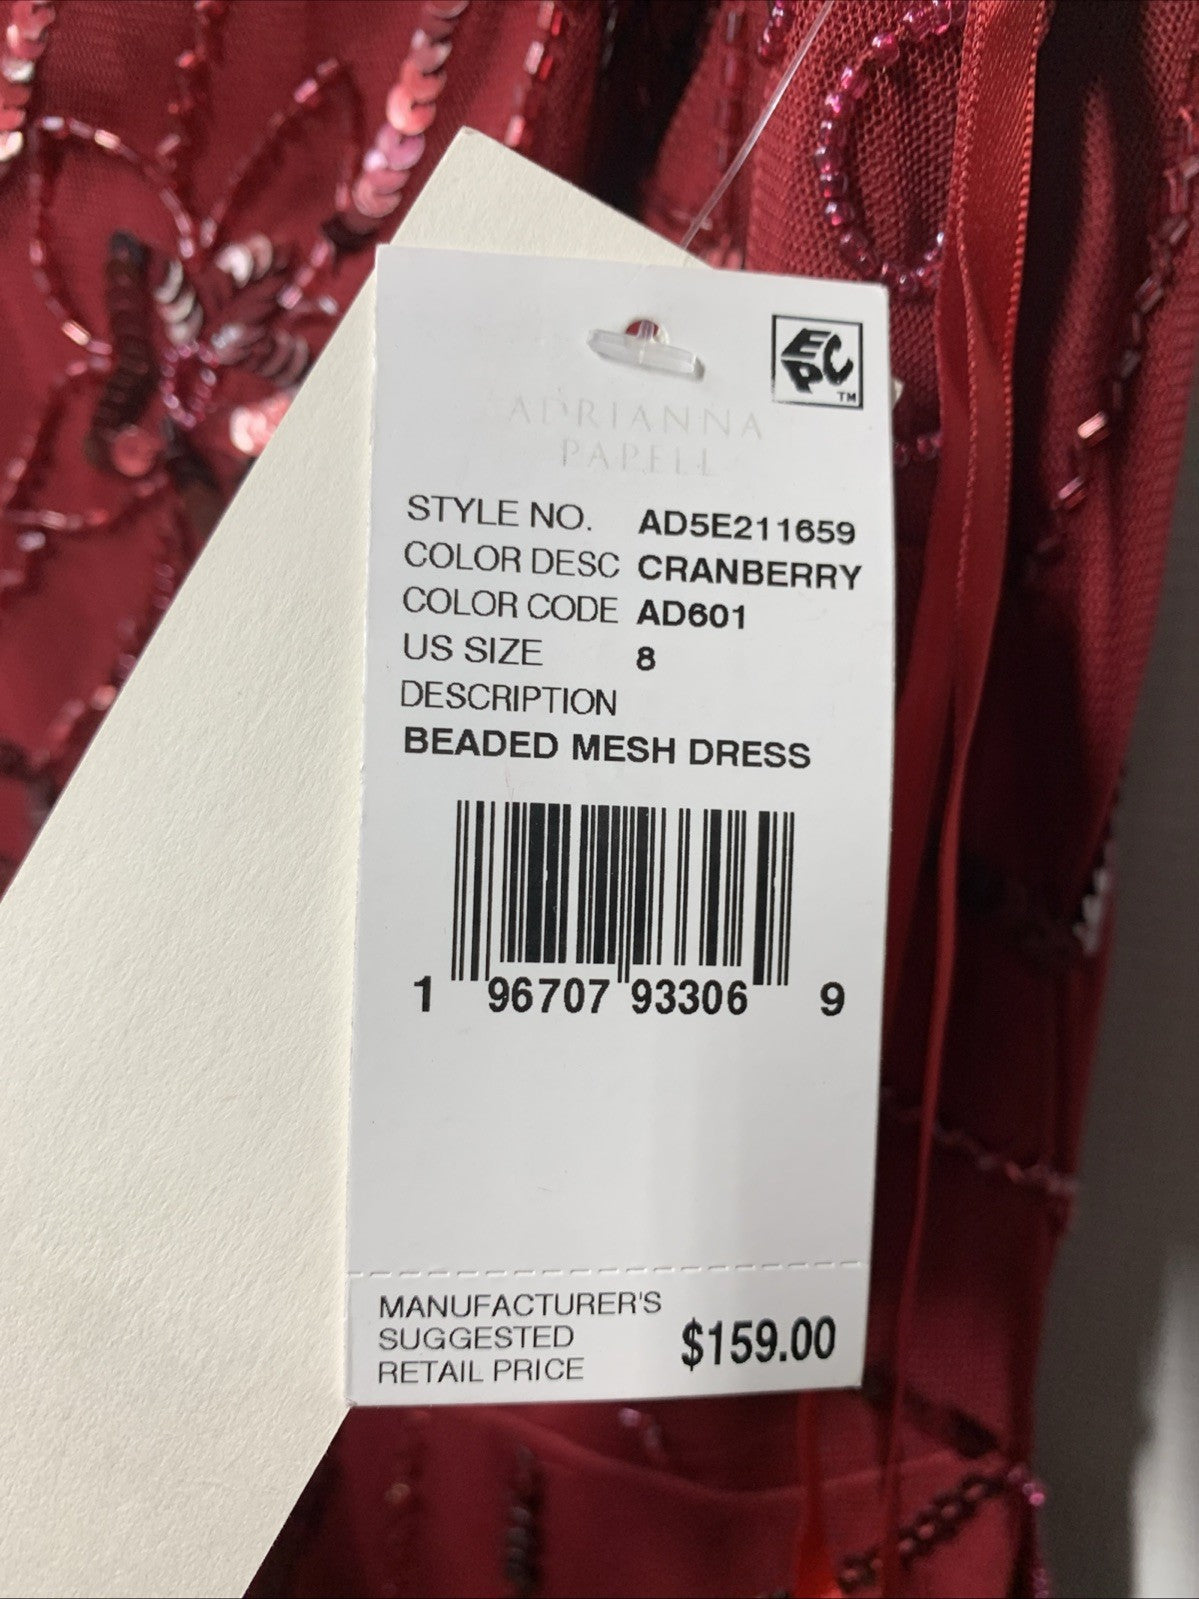 EPC
TM
ADRIANNA
PAPELL
STYLE NO. AD5E211659
COLOR DESC CRANBERRY
COLOR CODE AD601
US SIZE 8
DESCRIPTION
BEADED MESH DRESS
1 96707 93306 9
MANUFACTURER'S
SUGGESTED
RETAIL PRICE
$159.00